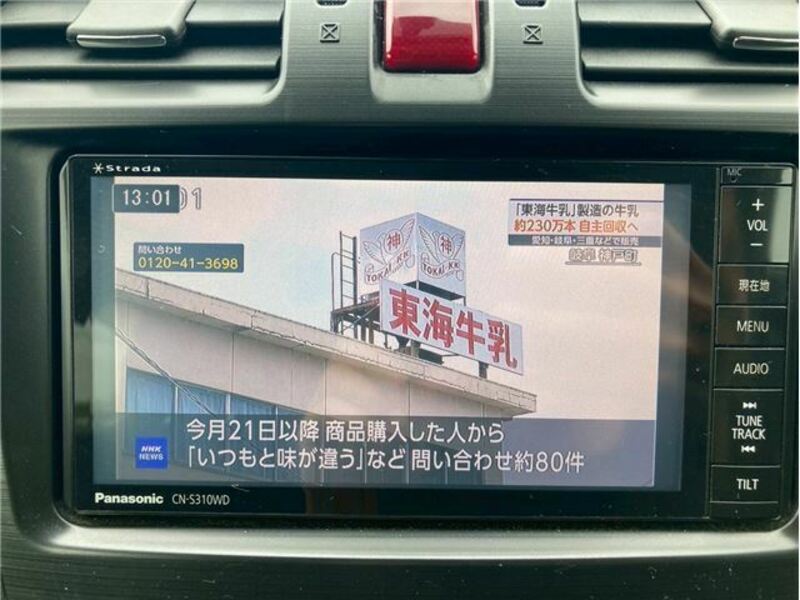 Strada
MIC
13:01
「東海牛乳」製造の牛乳
約230万本 自主回収へ
愛知・岐阜・三重などで販売
岐阜 神戸町
問い合わせ
0120-41-3698
神
神
TOKAI-KK
TOKAI-KK
東海牛乳
今月21日以降 商品購入した人から
「いつもと味が違う」など 問い合わせ約80件
NHK
NEWS
Panasonic CN-S310WD
+
VOL
−
現在地
MENU
AUDIO
TUNE
TRACK
TILT